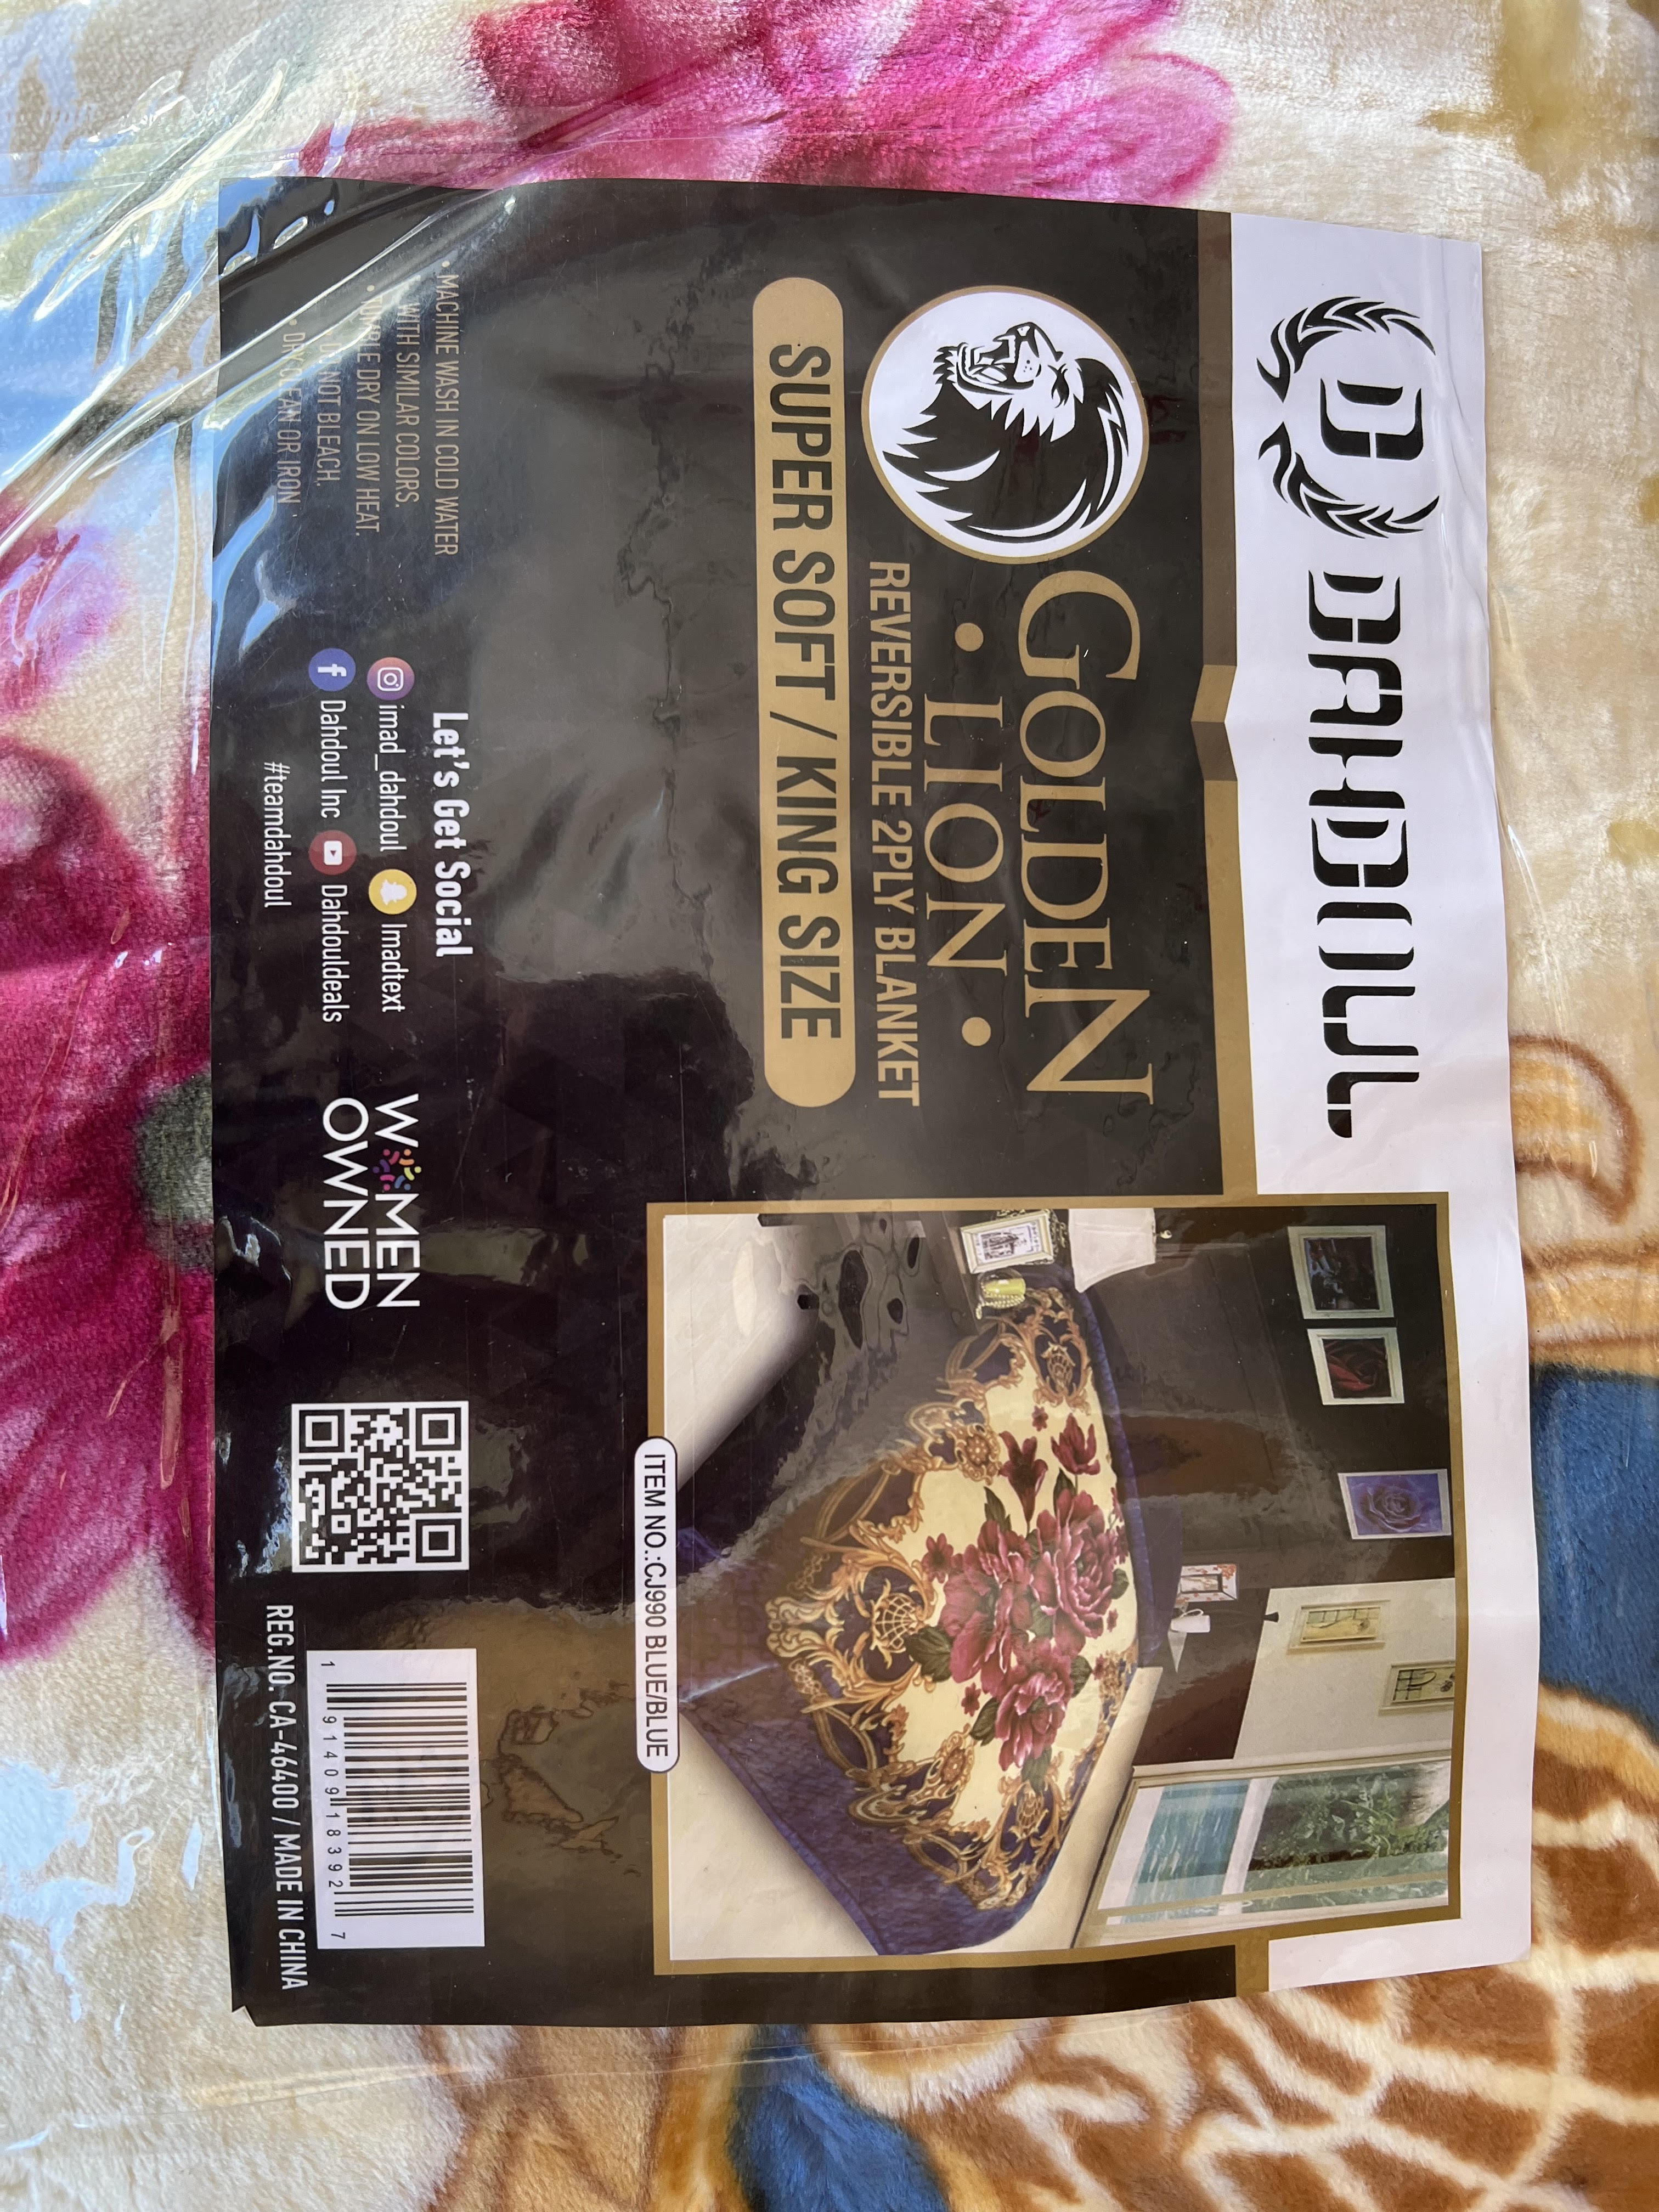 DAHDOUL
GOLDEN
• LION •
REVERSIBLE 2PLY BLANKET
SUPER SOFT / KING SIZE
ITEM NO.:CJ990 BLUE/BLUE
• MACHINE WASH IN COLD WATER
WITH SIMILAR COLORS.
• TUMBLE DRY ON LOW HEAT.
DO NOT BLEACH.
• DRY CLEAN OR IRON
Let's Get Social
imad_dahdoul Imadtext
Dahdoul Inc Dahdouldeals
#teamdahdoul
WOMEN
OWNED
1 91409 18392 7
REG.NO. CA-46400 / MADE IN CHINA